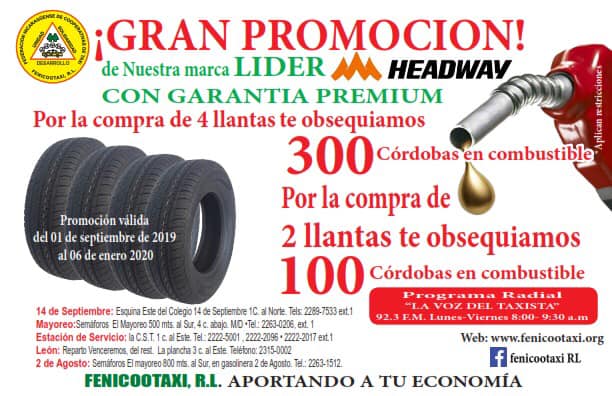 FEDERACION NICARAGUENSE DE COOPERATIVAS DE TAXI
UNIDAD
SOLIDARIDAD
DESARROLLO
FENICOOTAXI, R.L.
¡GRAN PROMOCION!
de Nuestra marca LIDER HEADWAY
CON GARANTIA PREMIUM
Por la compra de 4 llantas te obsequiamos
300 Córdobas en combustible
*Aplican restricciones
Por la compra de
2 llantas te obsequiamos
100 Córdobas en combustible
Promoción válida
del 01 de septiembre de 2019
al 06 de enero 2020
Programa Radial
“LA VOZ DEL TAXISTA”
92.3 F.M. Lunes-Viernes 8:00- 9:30 a.m
14 de Septiembre: Esquina Este del Colegio 14 de Septiembre 1C. al Norte. Tels: 2289-7533 ext.1
Mayoreo:Semáforos El Mayoreo 500 mts. al Sur, 4 c. abajo. M/D •Tel.: 2263-0206, ext. 1
Estación de Servicio: la C.S.T, 1 c. al Este. Tel.: 2222-5001 , 2222-2096 • 2222-2017 ext.1
León: Reparto Venceremos, del rest. La plancha 3 c. al Este. Teléfono: 2315-0002
2 de Agosto: Semáforos El mayoreo 800 mts. al Sur, en gasolinera 2 de Agosto. Tel.: 2263-1512.
Web: www.fenicootaxi.org
f fenicootaxi RL
FENICOOTAXI, R.L. APORTANDO A TU ECONOMÍA